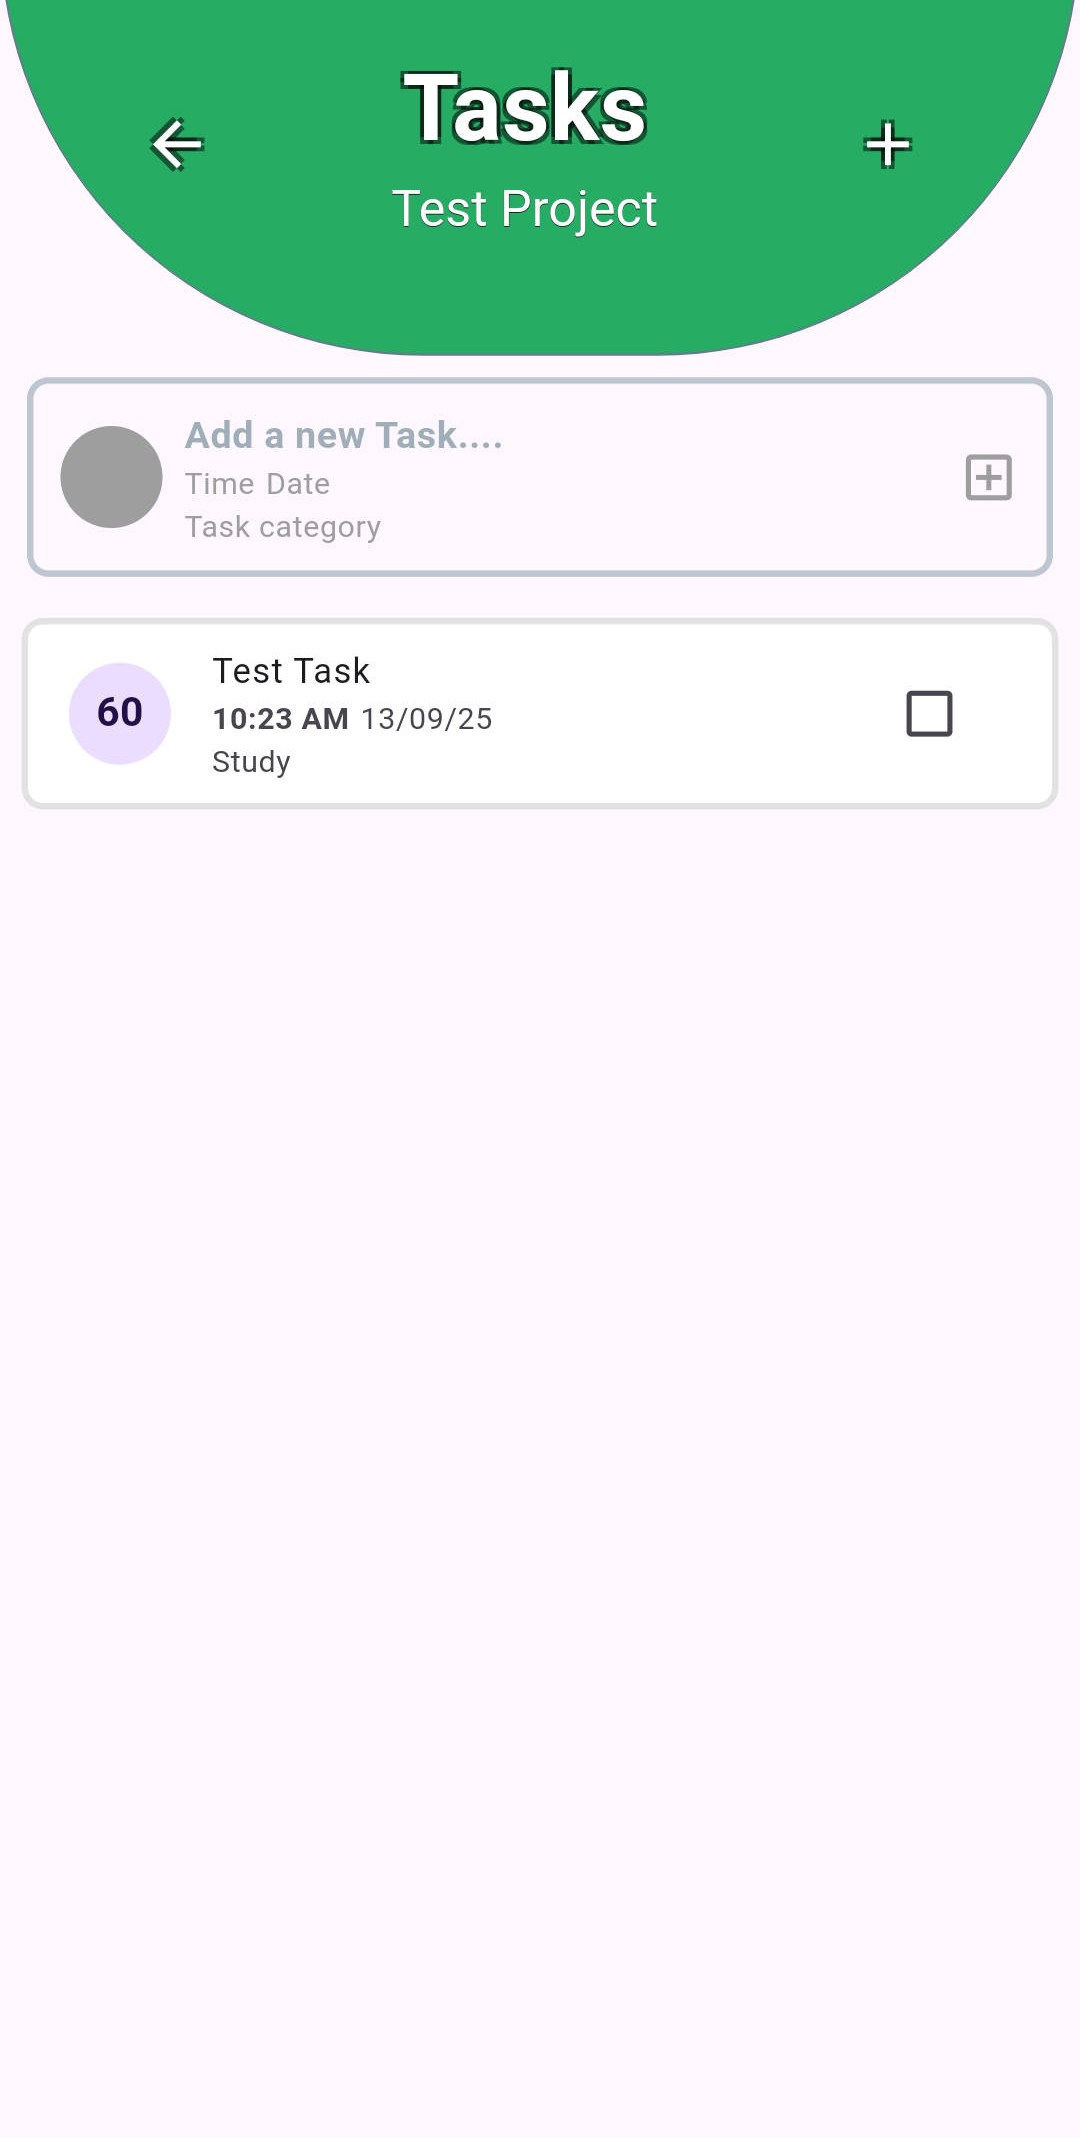 Tasks
Test Project
Add a new Task....
Time Date
Task category
60
Test Task
10:23 AM 13/09/25
Study